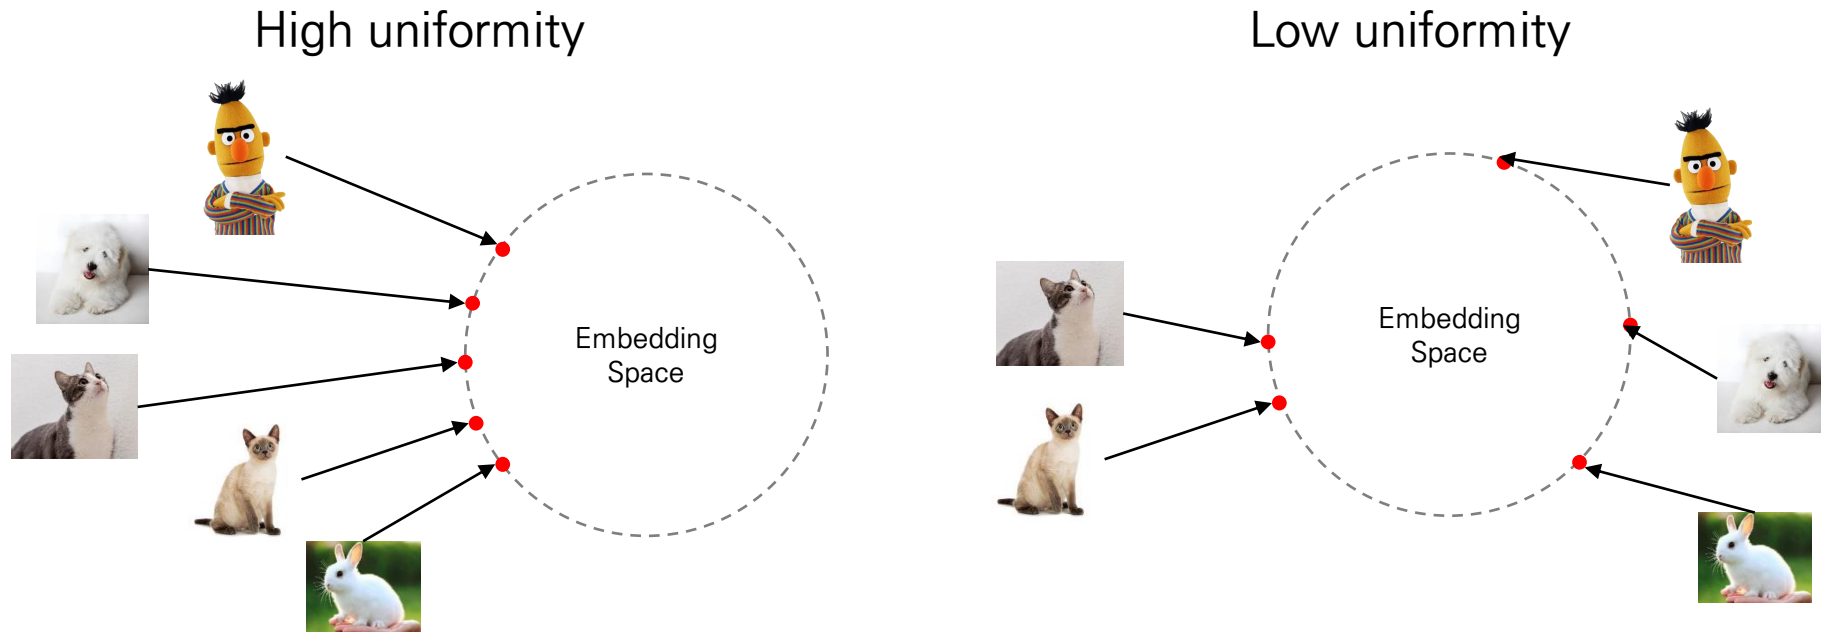 High uniformity
Low uniformity
Embedding
Space
Embedding
Space